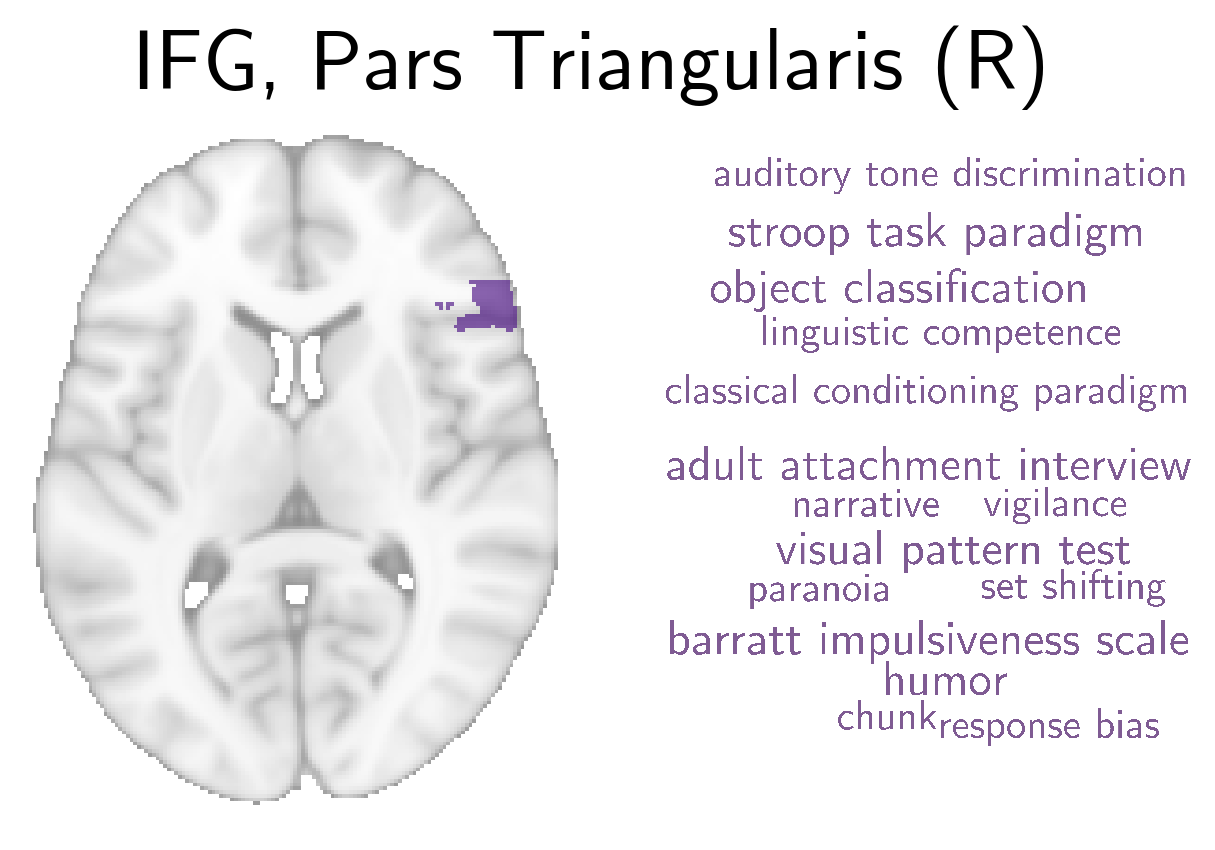 IFG, Pars Triangularis (R)
auditory tone discrimination
stroop task paradigm
object classification
linguistic competence
classical conditioning paradigm
adult attachment interview
narrative vigilance
visual pattern test
paranoia set shifting
barratt impulsiveness scale
humor
chunk response bias